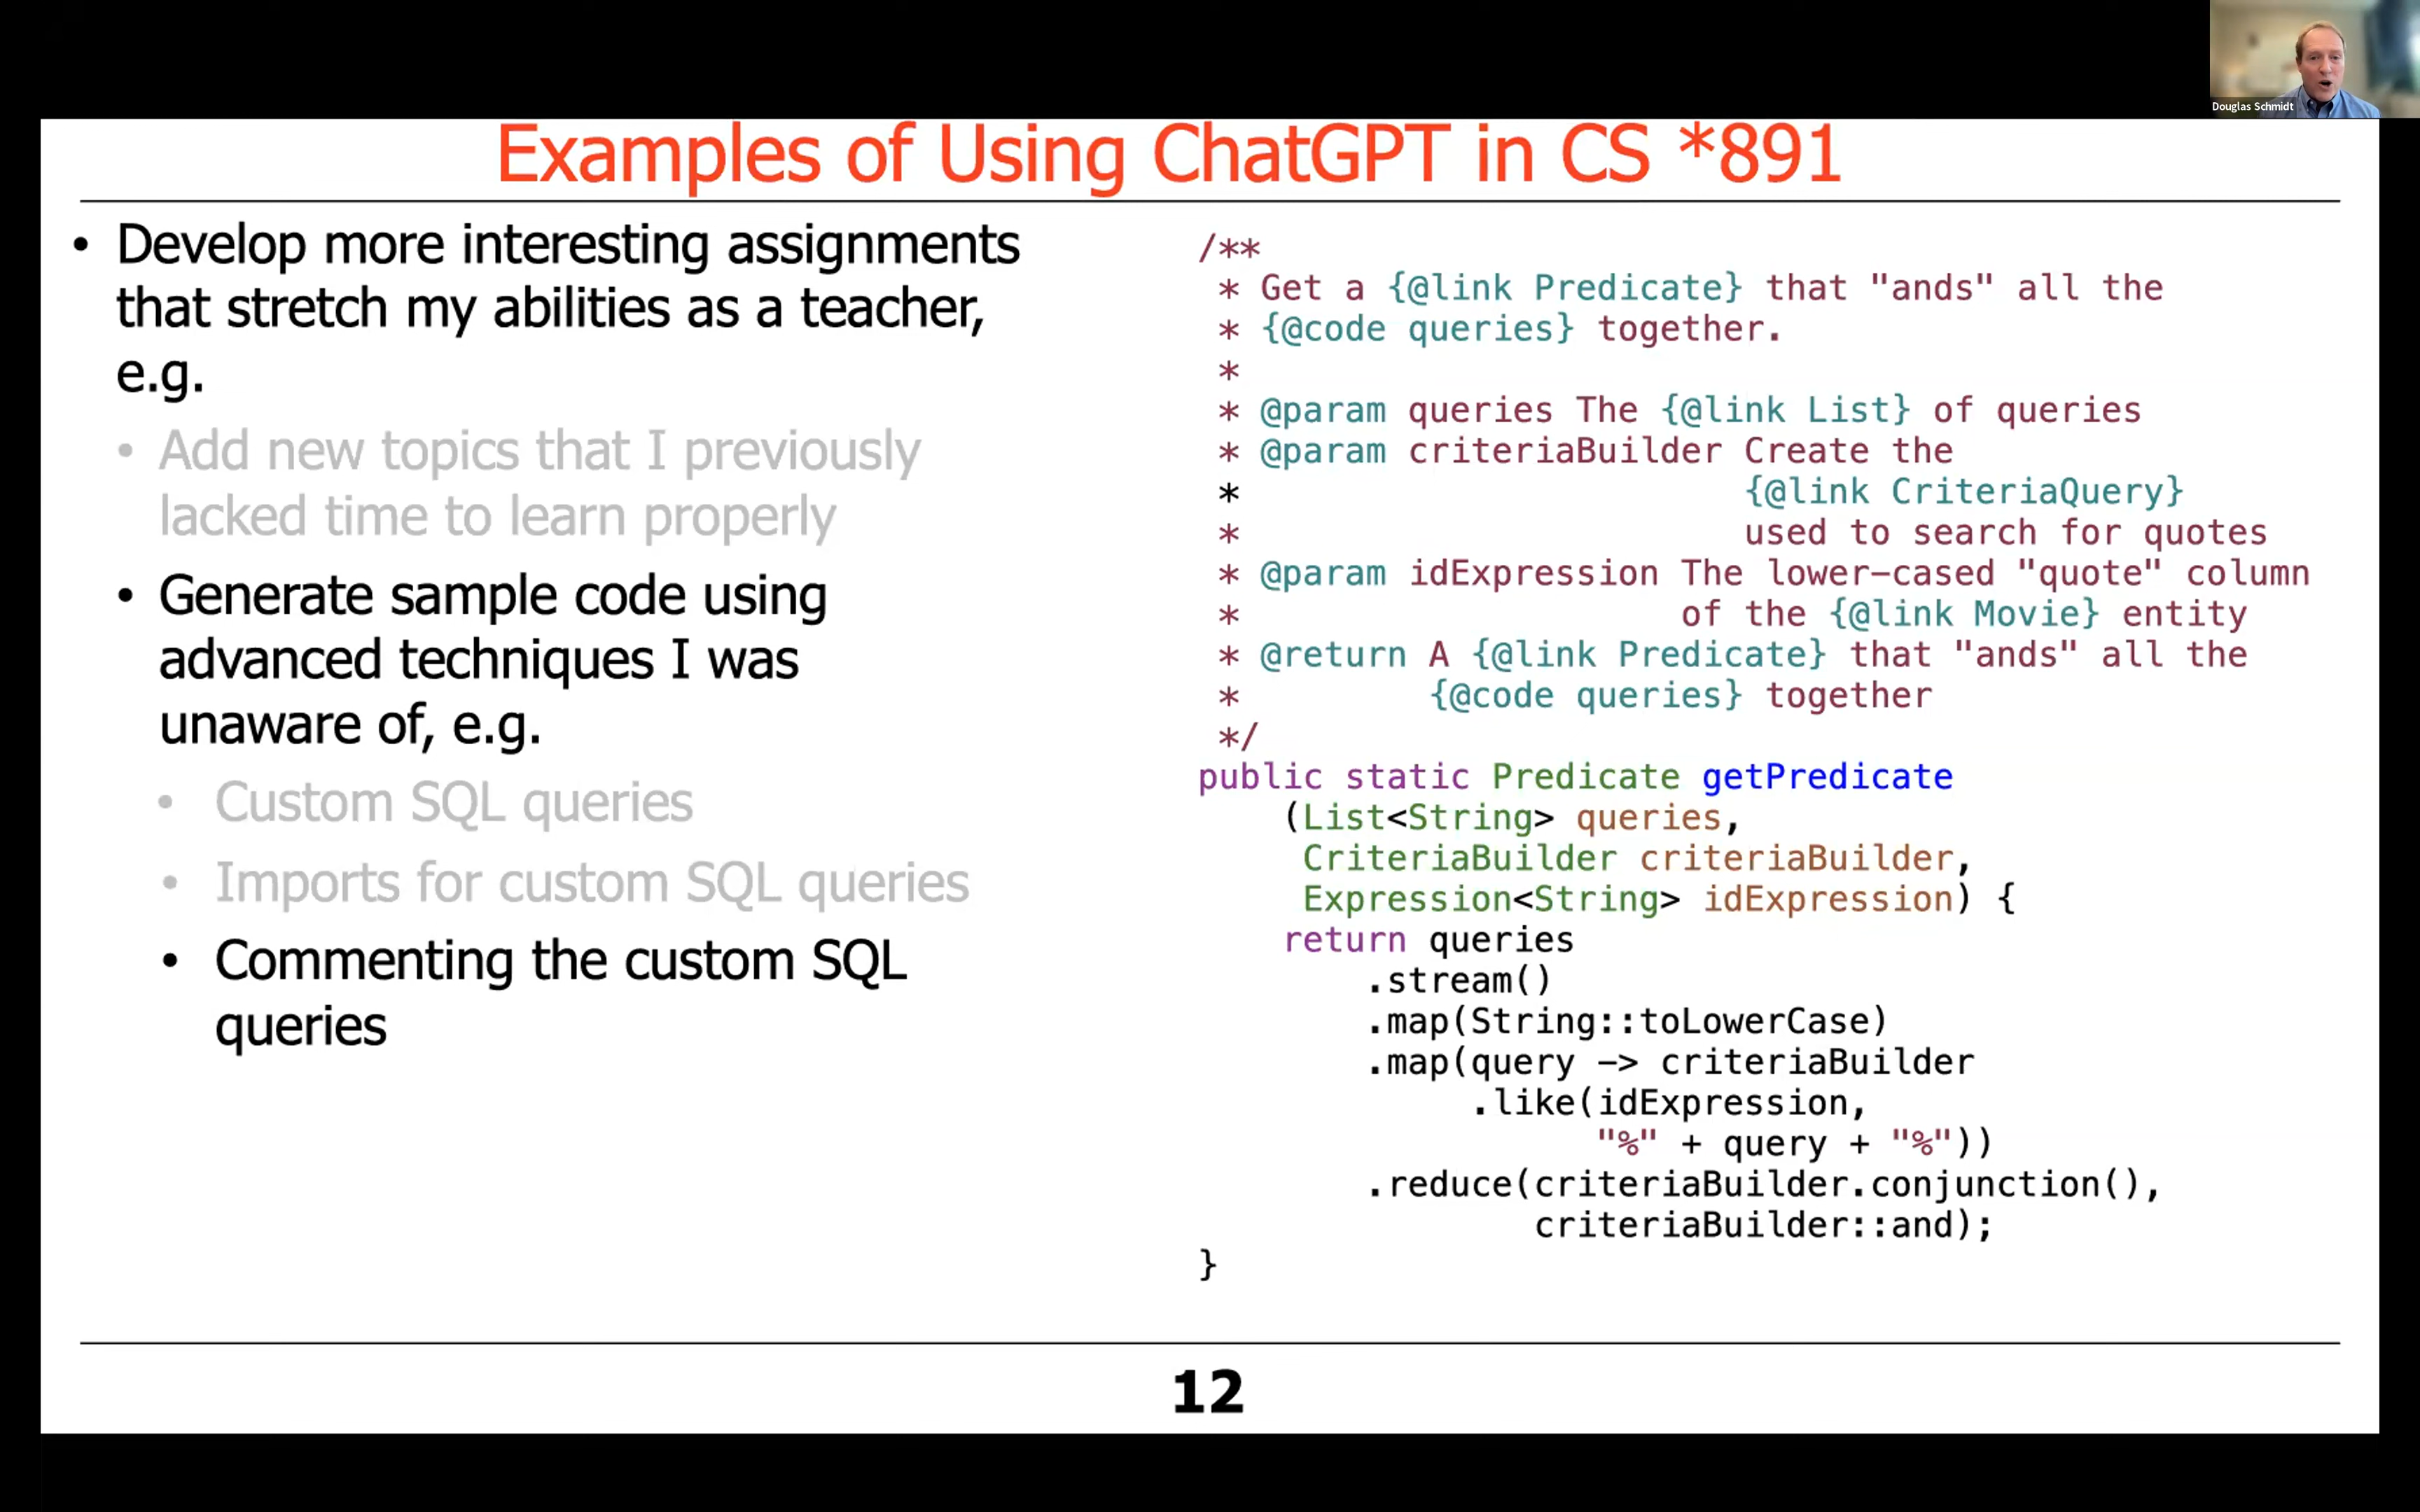 Douglas Schmidt
Examples of Using ChatGPT in CS *891
• Develop more interesting assignments
that stretch my abilities as a teacher,
e.g.
• Add new topics that I previously
lacked time to learn properly
• Generate sample code using
advanced techniques I was
unaware of, e.g.
• Custom SQL queries
• Imports for custom SQL queries
• Commenting the custom SQL
queries
/**
 * Get a {@link Predicate} that "ands" all the
 * {@code queries} together.
 *
 * @param queries The {@link List} of queries
 * @param criteriaBuilder Create the
 *                        {@link CriteriaQuery}
 *                        used to search for quotes
 * @param idExpression The lower-cased "quote" column
 *                     of the {@link Movie} entity
 * @return A {@link Predicate} that "ands" all the
 *         {@code queries} together
 */
public static Predicate getPredicate
    (List<String> queries,
     CriteriaBuilder criteriaBuilder,
     Expression<String> idExpression) {
    return queries
        .stream()
        .map(String::toLowerCase)
        .map(query -> criteriaBuilder
             .like(idExpression,
                   "%" + query + "%"))
        .reduce(criteriaBuilder.conjunction(),
                criteriaBuilder::and);
}
12